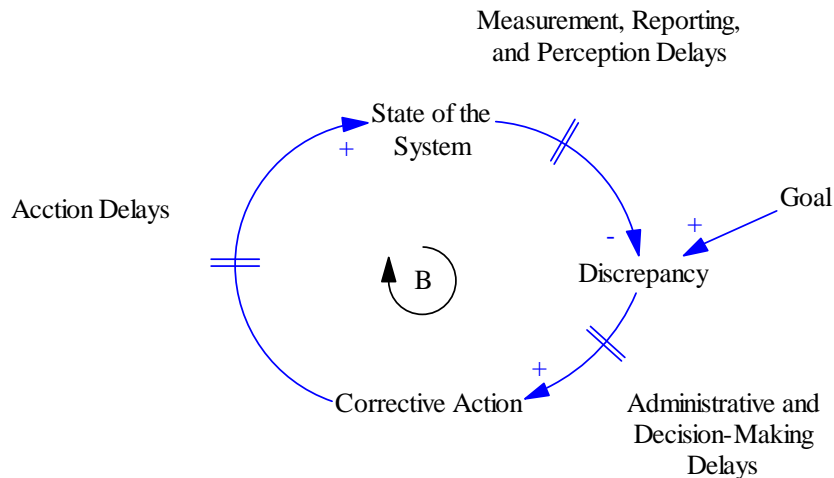 Measurement, Reporting,
and Perception Delays
State of the
System
+
Acction Delays
Goal
+
-
Discrepancy
B
+
Corrective Action
Administrative and
Decision-Making
Delays